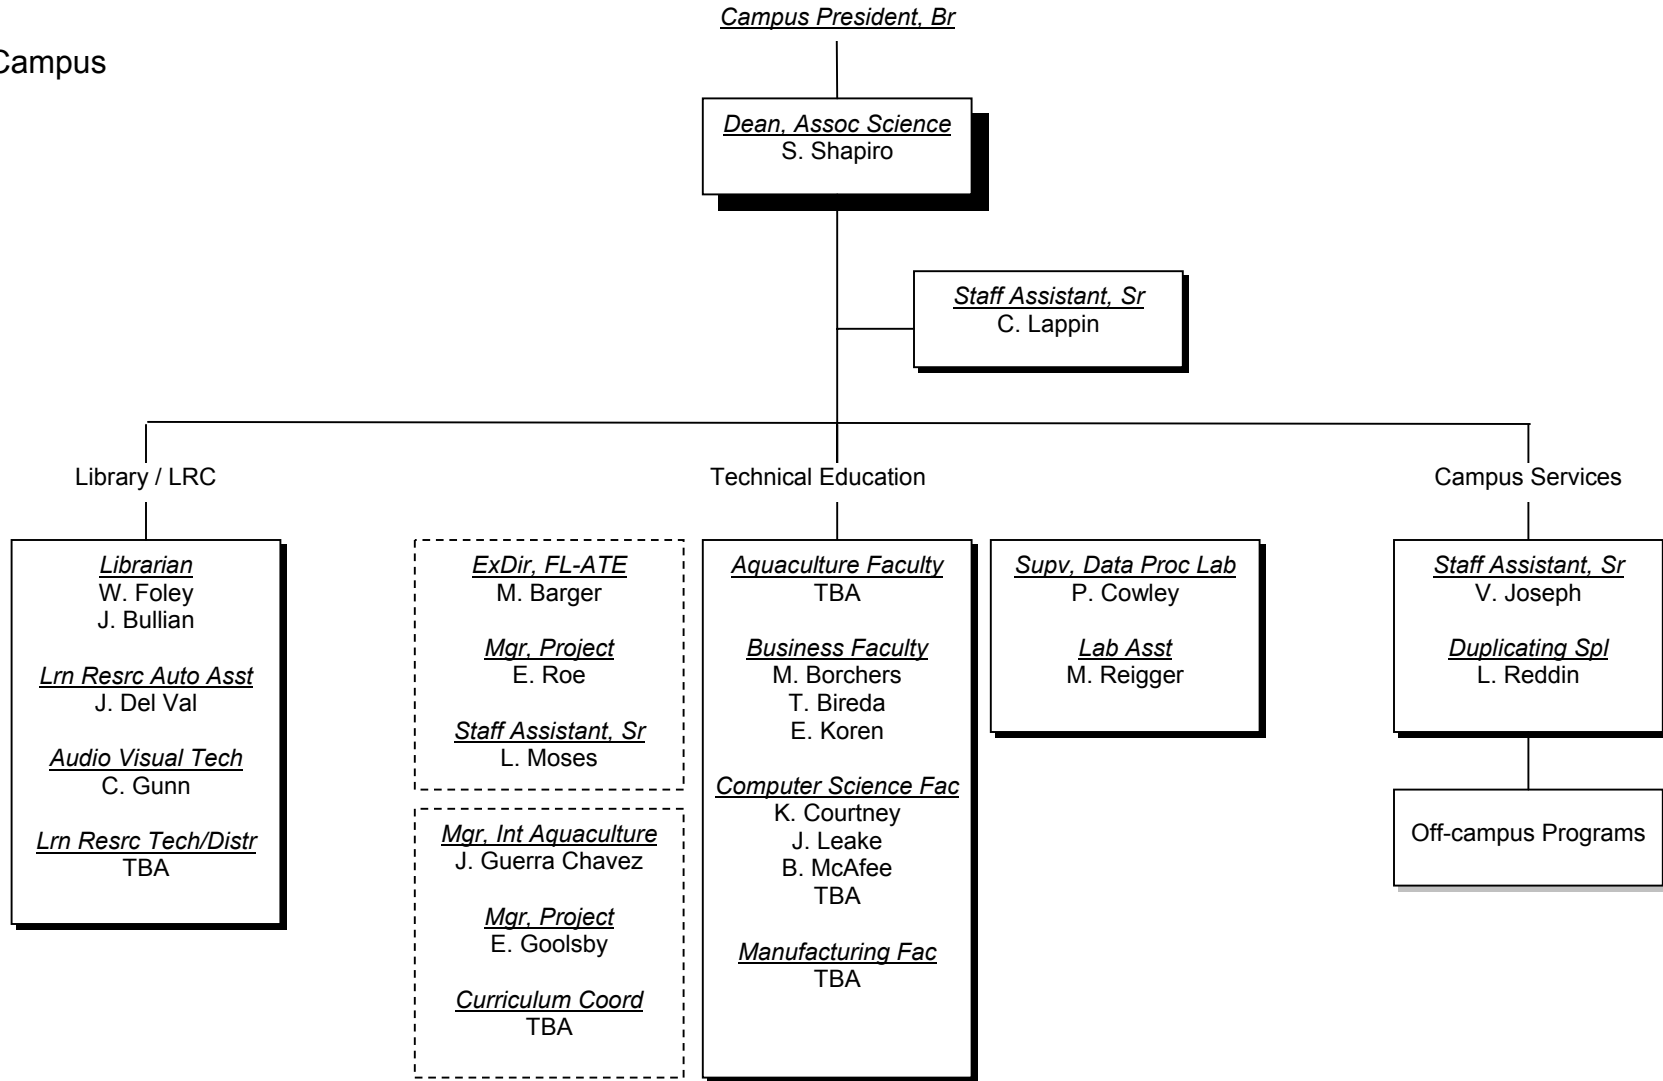 Campus President, Br
Campus
Dean, Assoc Science
S. Shapiro
Staff Assistant, Sr
C. Lappin
Library / LRC
Technical Education
Campus Services
Librarian
W. Foley
J. Bullian
Lrn Resrc Auto Asst
J. Del Val
Audio Visual Tech
C. Gunn
Lrn Resrc Tech/Distr
TBA
ExDir, FL-ATE
M. Barger
Mgr, Project
E. Roe
Staff Assistant, Sr
L. Moses
Mgr, Int Aquaculture
J. Guerra Chavez
Mgr, Project
E. Goolsby
Curriculum Coord
TBA
Aquaculture Faculty
TBA
Business Faculty
M. Borchers
T. Bireda
E. Koren
Computer Science Fac
K. Courtney
J. Leake
B. McAfee
TBA
Manufacturing Fac
TBA
Supv, Data Proc Lab
P. Cowley
Lab Asst
M. Reigger
Staff Assistant, Sr
V. Joseph
Duplicating Spl
L. Reddin
Off-campus Programs